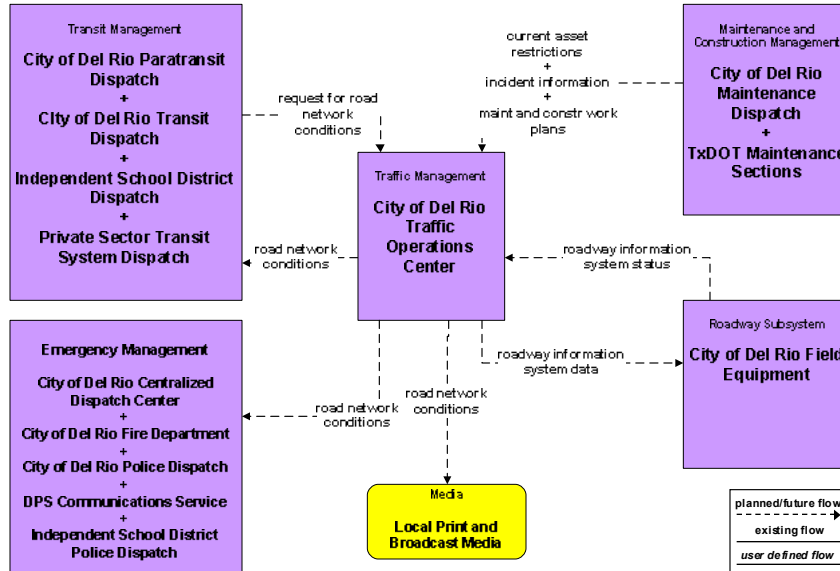 Transit Management
City of Del Rio Paratransit
Dispatch
+
CIty of Del Rio Transit
Dispatch
+
Independent School District
Dispatch
+
Private Sector Transit
System Dispatch
request for road
network
conditions
current asset
restrictions
+
incident information
+
maint and constr work
plans
Maintenance and
Construction Management
City of Del Rio
Maintenance
Dispatch
+
TxDOT Maintenance
Sections
Traffic Management
City of Del Rio
Traffic
Operations
Center
road network
conditions
roadway information
system status
Emergency Management
City of Del Rio Centralized
Dispatch Center
+
City of Del Rio Fire Department
+
City of Del Rio Police Dispatch
+
DPS Communications Service
+
Independent School District
Police Dispatch
road network
conditions
road network
conditions
roadway information
system data
Roadway Subsystem
City of Del Rio Field
Equipment
Media
Local Print and
Broadcast Media
planned/future flow
existing flow
user defined flow